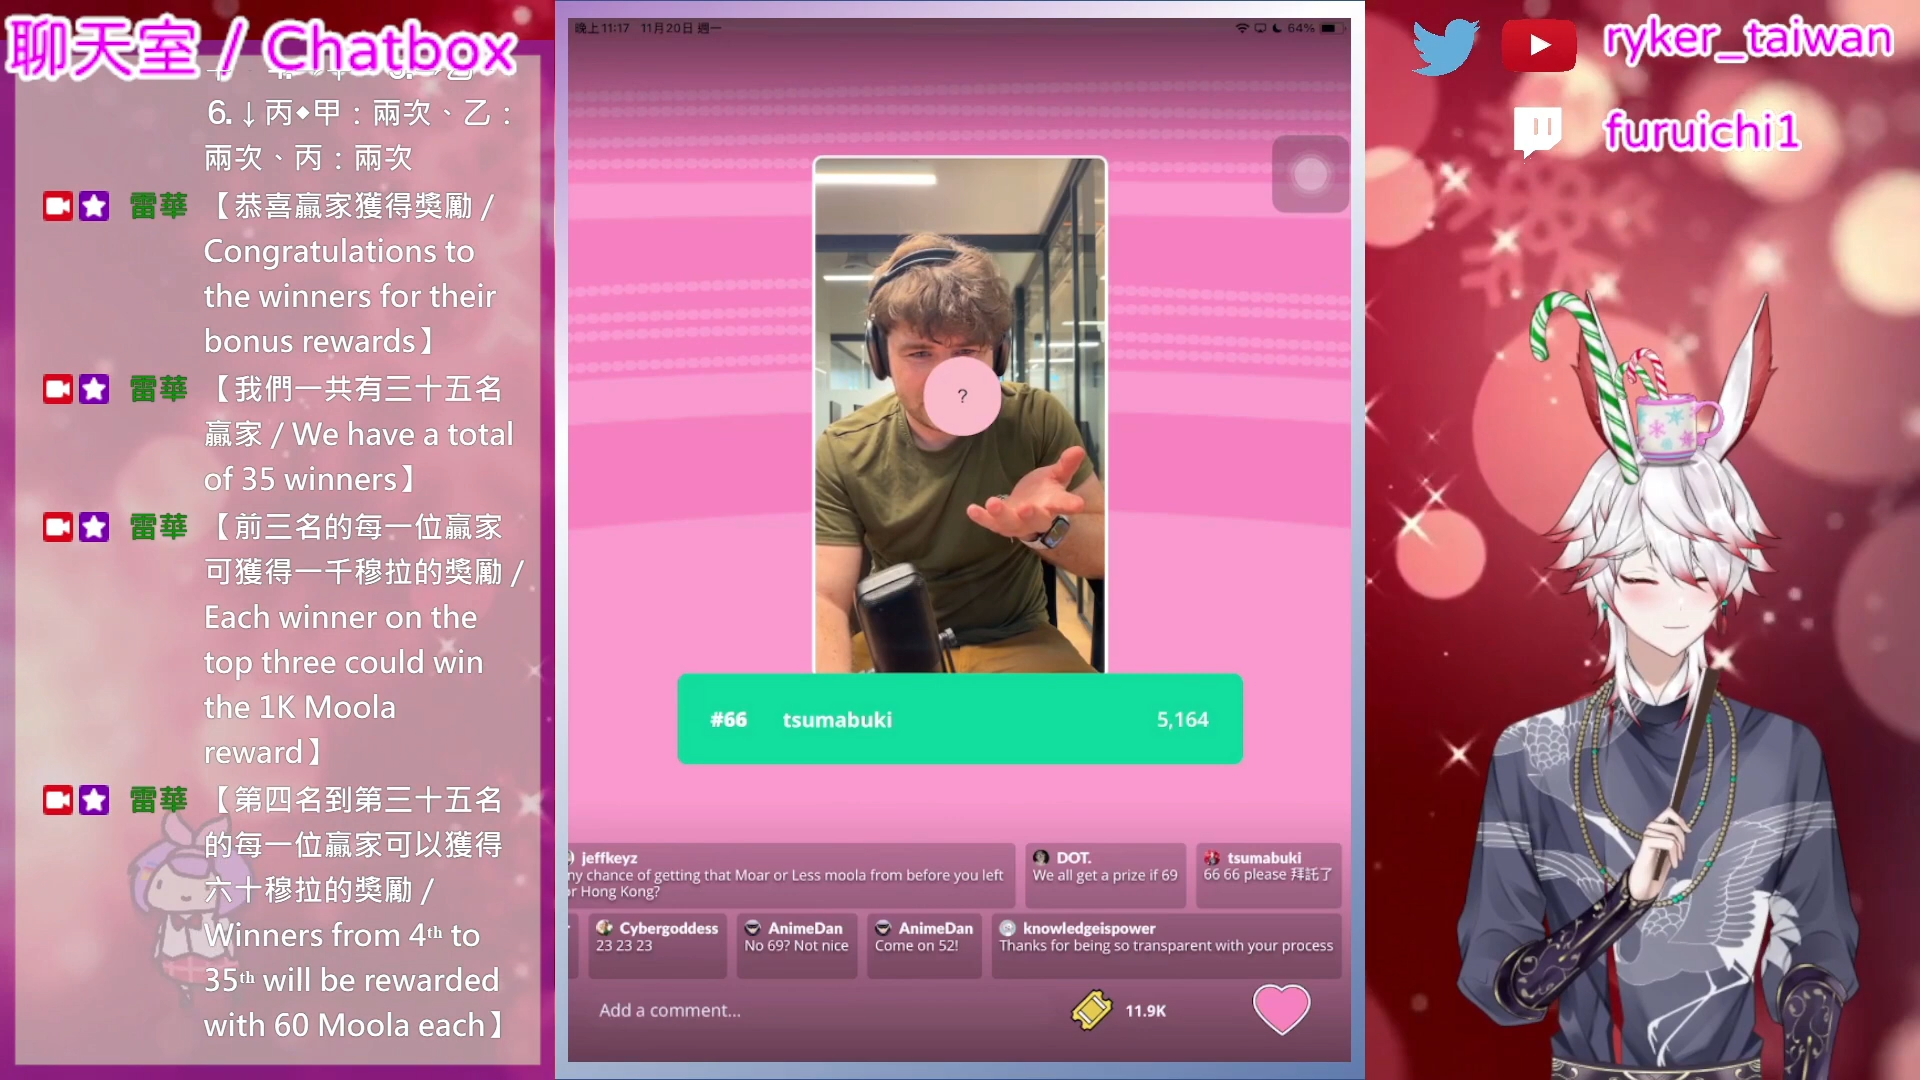 聊天室 / Chatbox
6.↓丙◆甲：兩次、乙：
兩次、丙：兩次
雷華 【恭喜贏家獲得獎勵 /
Congratulations to
the winners for their
bonus rewards】
雷華 【我們一共有三十五名
贏家 / We have a total
of 35 winners】
雷華 【前三名的每一位贏家
可獲得一千穆拉的獎勵 /
Each winner on the
top three could win
the 1K Moola
reward】
雷華 【第四名到第三十五名
的每一位贏家可以獲得
六十穆拉的獎勵 /
Winners from 4th to
35th will be rewarded
with 60 Moola each】
晚上11:17 11月20日 週一
64%
?
#66 tsumabuki 5,164
jeffkeyz
ny chance of getting that Moar or Less moola from before you left
or Hong Kong?
DOT.
We all get a prize if 69
tsumabuki
66 66 please 拜託了
Cybergoddess
23 23 23
AnimeDan
No 69? Not nice
AnimeDan
Come on 52!
knowledgeispower
Thanks for being so transparent with your process
Add a comment...
11.9K
ryker_taiwan
furuichi1